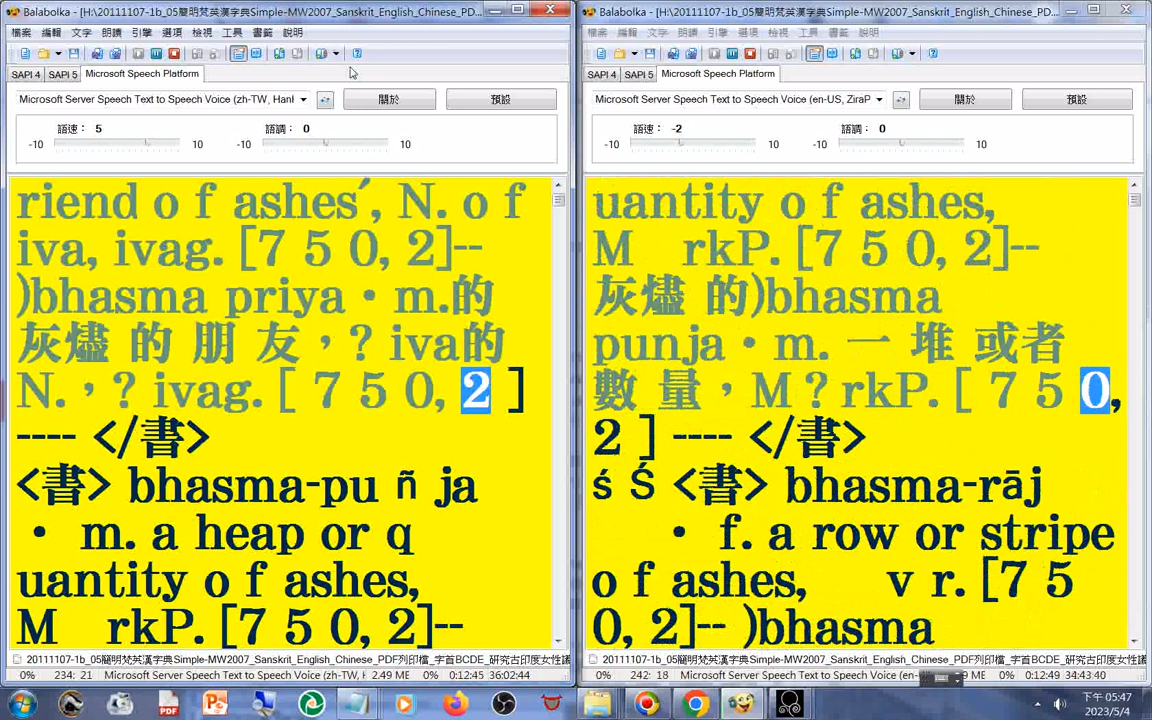 Balabolka - [H:\20111107-1b_05簡明梵英漢字典Simple-MW2007_Sanskrit_English_Chinese_PD...
檔案 編輯 文字 朗讀 引擎 選項 檢視 工具 書籤 說明
SAPI 4 SAPI 5 Microsoft Speech Platform
Microsoft Server Speech Text to Speech Voice (zh-TW, Hanl 關於 預設
語速： 5 語調： 0
-10 10 -10 10
riend o f ashes´, N. o f
iva, ivag. [7 5 0, 2]--
)bhasma priya • m.的
灰燼 的 朋 友，? iva的
N.，? ivag. [ 7 5 0, 2 ]
---- </書>
<書> bhasma-pu ñ ja
• m. a heap or q
uantity o f ashes,
M rkP. [7 5 0, 2]--
20111107-1b_05簡明梵英漢字典Simple-MW2007_Sanskrit_English_Chinese_PDF列印檔_字首BCDE_研究古印度女性議
0% 234: 21 Microsoft Server Speech Text to Speech Voice (zh-TW, H 2.49 ME 0% 0:12:45 36:02:44
Balabolka - [H:\20111107-1b_05簡明梵英漢字典Simple-MW2007_Sanskrit_English_Chinese_PD...
檔案 編輯 文字 朗讀 引擎 選項 檢視 工具 書籤 說明
SAPI 4 SAPI 5 Microsoft Speech Platform
Microsoft Server Speech Text to Speech Voice (en-US, ZiraP 關於 預設
語速： -2 語調： 0
-10 10 -10 10
uantity o f ashes,
M rkP. [7 5 0, 2]--
灰燼 的)bhasma
punja • m. 一 堆 或者
數 量，M ? rkP. [ 7 5 0,
2 ] ---- </書>
ś Ś <書> bhasma-rāj
• f. a row or stripe
o f ashes, v r. [7 5
0, 2]-- )bhasma
20111107-1b_05簡明梵英漢字典Simple-MW2007_Sanskrit_English_Chinese_PDF列印檔_字首BCDE_研究古印度女性議
0% 242: 18 Microsoft Server Speech Text to Speech Voice (en-US, ME 0% 0:12:49 34:43:40
PDF
下午 05:47
2023/5/4